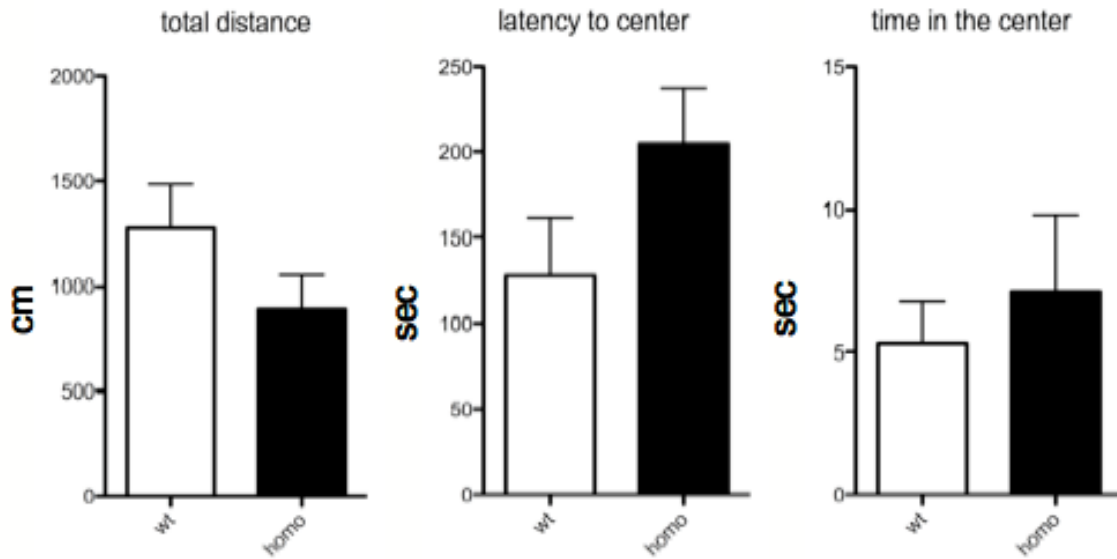 total distance
2000
1500
1000
500
0
cm
wt
homo
latency to center
250
200
150
100
50
0
sec
wt
homo
time in the center
15
10
5
0
sec
wt
homo